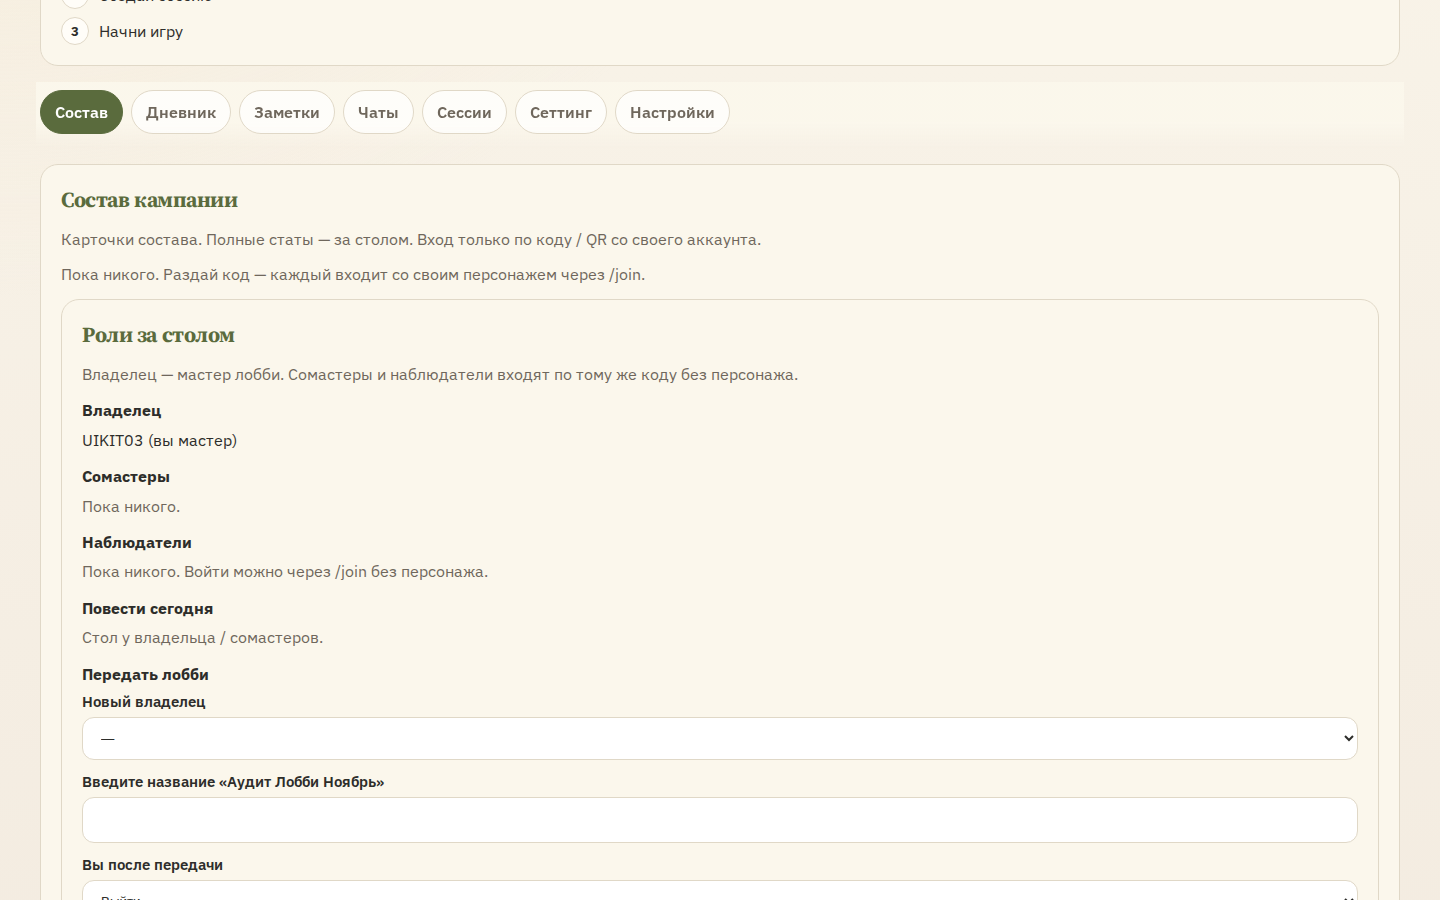 3 Начни игру
Состав Дневник Заметки Чаты Сессии Сеттинг Настройки
Состав кампании
Карточки состава. Полные статы — за столом. Вход только по коду / QR со своего аккаунта.
Пока никого. Раздай код — каждый входит со своим персонажем через /join.
Роли за столом
Владелец — мастер лобби. Сомастеры и наблюдатели входят по тому же коду без персонажа.
Владелец
UIKIT03 (вы мастер)
Сомастеры
Пока никого.
Наблюдатели
Пока никого. Войти можно через /join без персонажа.
Повести сегодня
Стол у владельца / сомастеров.
Передать лобби
Новый владелец
—
Введите название «Аудит Лобби Ноябрь»
Вы после передачи